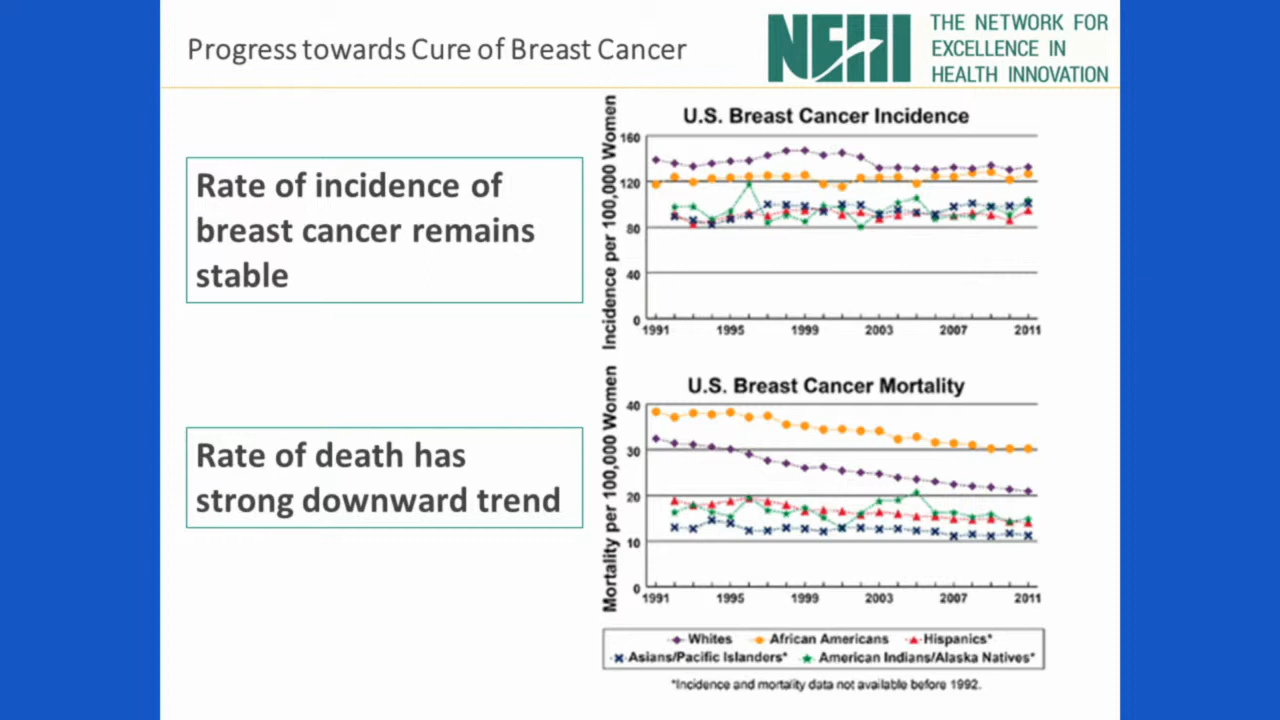 Progress towards Cure of Breast Cancer
NEHI
THE NETWORK FOR
EXCELLENCE IN
HEALTH INNOVATION
Rate of incidence of
breast cancer remains
stable
U.S. Breast Cancer Incidence
Incidence per 100,000 Women
160
120
80
40
0
1991 1995 1999 2003 2007 2011
Rate of death has
strong downward trend
U.S. Breast Cancer Mortality
Mortality per 100,000 Women
40
30
20
10
0
1991 1995 1999 2003 2007 2011
Whites African Americans Hispanics*
Asians/Pacific Islanders* American Indians/Alaska Natives*
*Incidence and mortality data not available before 1992.